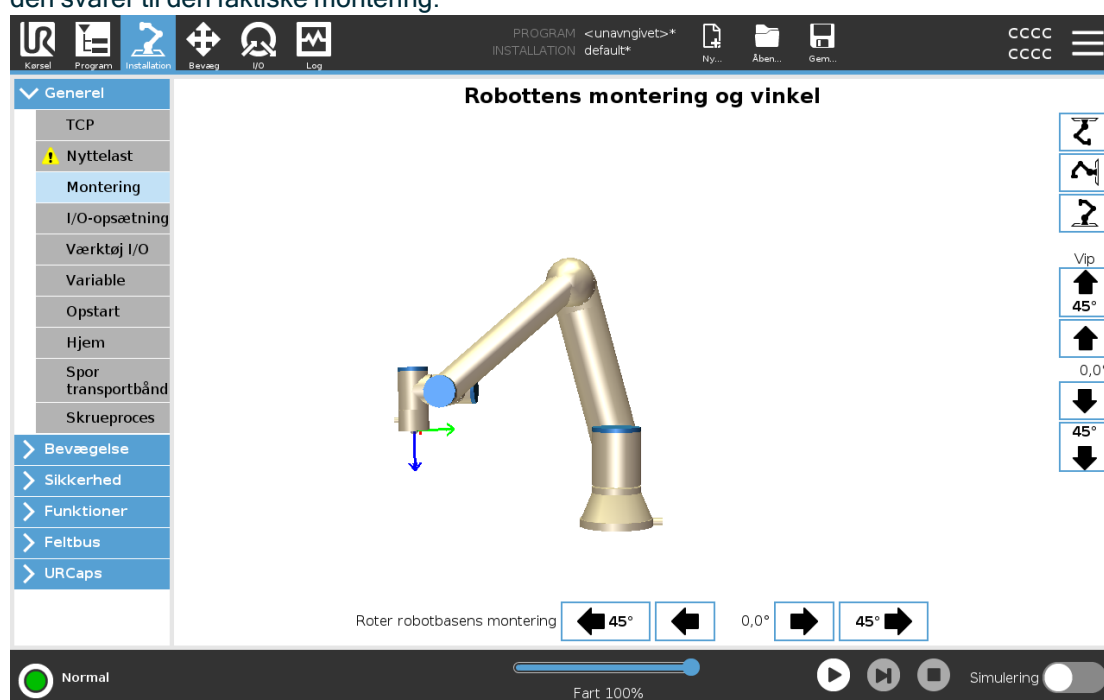 den svarer til den faktiske montering.
PROGRAM <unavngivet>*
INSTALLATION default*
cccc
cccc
Kørsel Program Installation Bevæg I/O Log Ny... Åben... Gem...
Generel
TCP
Nyttelast
Montering
I/O-opsætning
Værktøj I/O
Variable
Opstart
Hjem
Spor
transportbånd
Skrueproces
Bevægelse
Sikkerhed
Funktioner
Feltbus
URCaps
Robottens montering og vinkel
Vip
45°
0,0°
45°
Roter robotbasens montering 45° 0,0° 45°
Normal
Fart 100%
Simulering